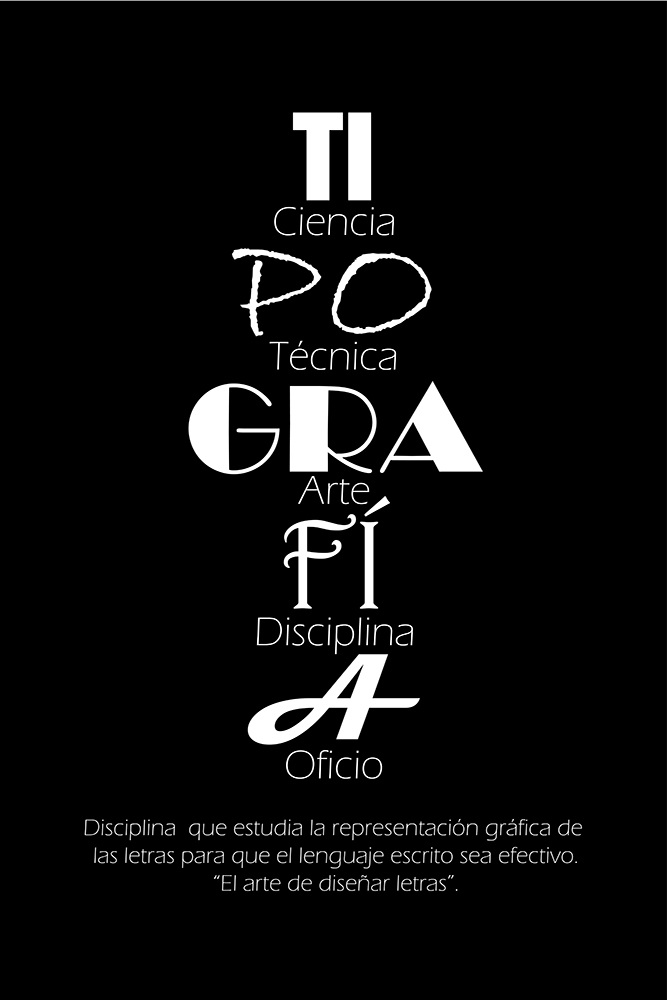 TI
Ciencia
PO
Técnica
GRA
Arte
FÍ
Disciplina
A
Oficio
Disciplina que estudia la representación gráfica de
las letras para que el lenguaje escrito sea efectivo.
“El arte de diseñar letras”.